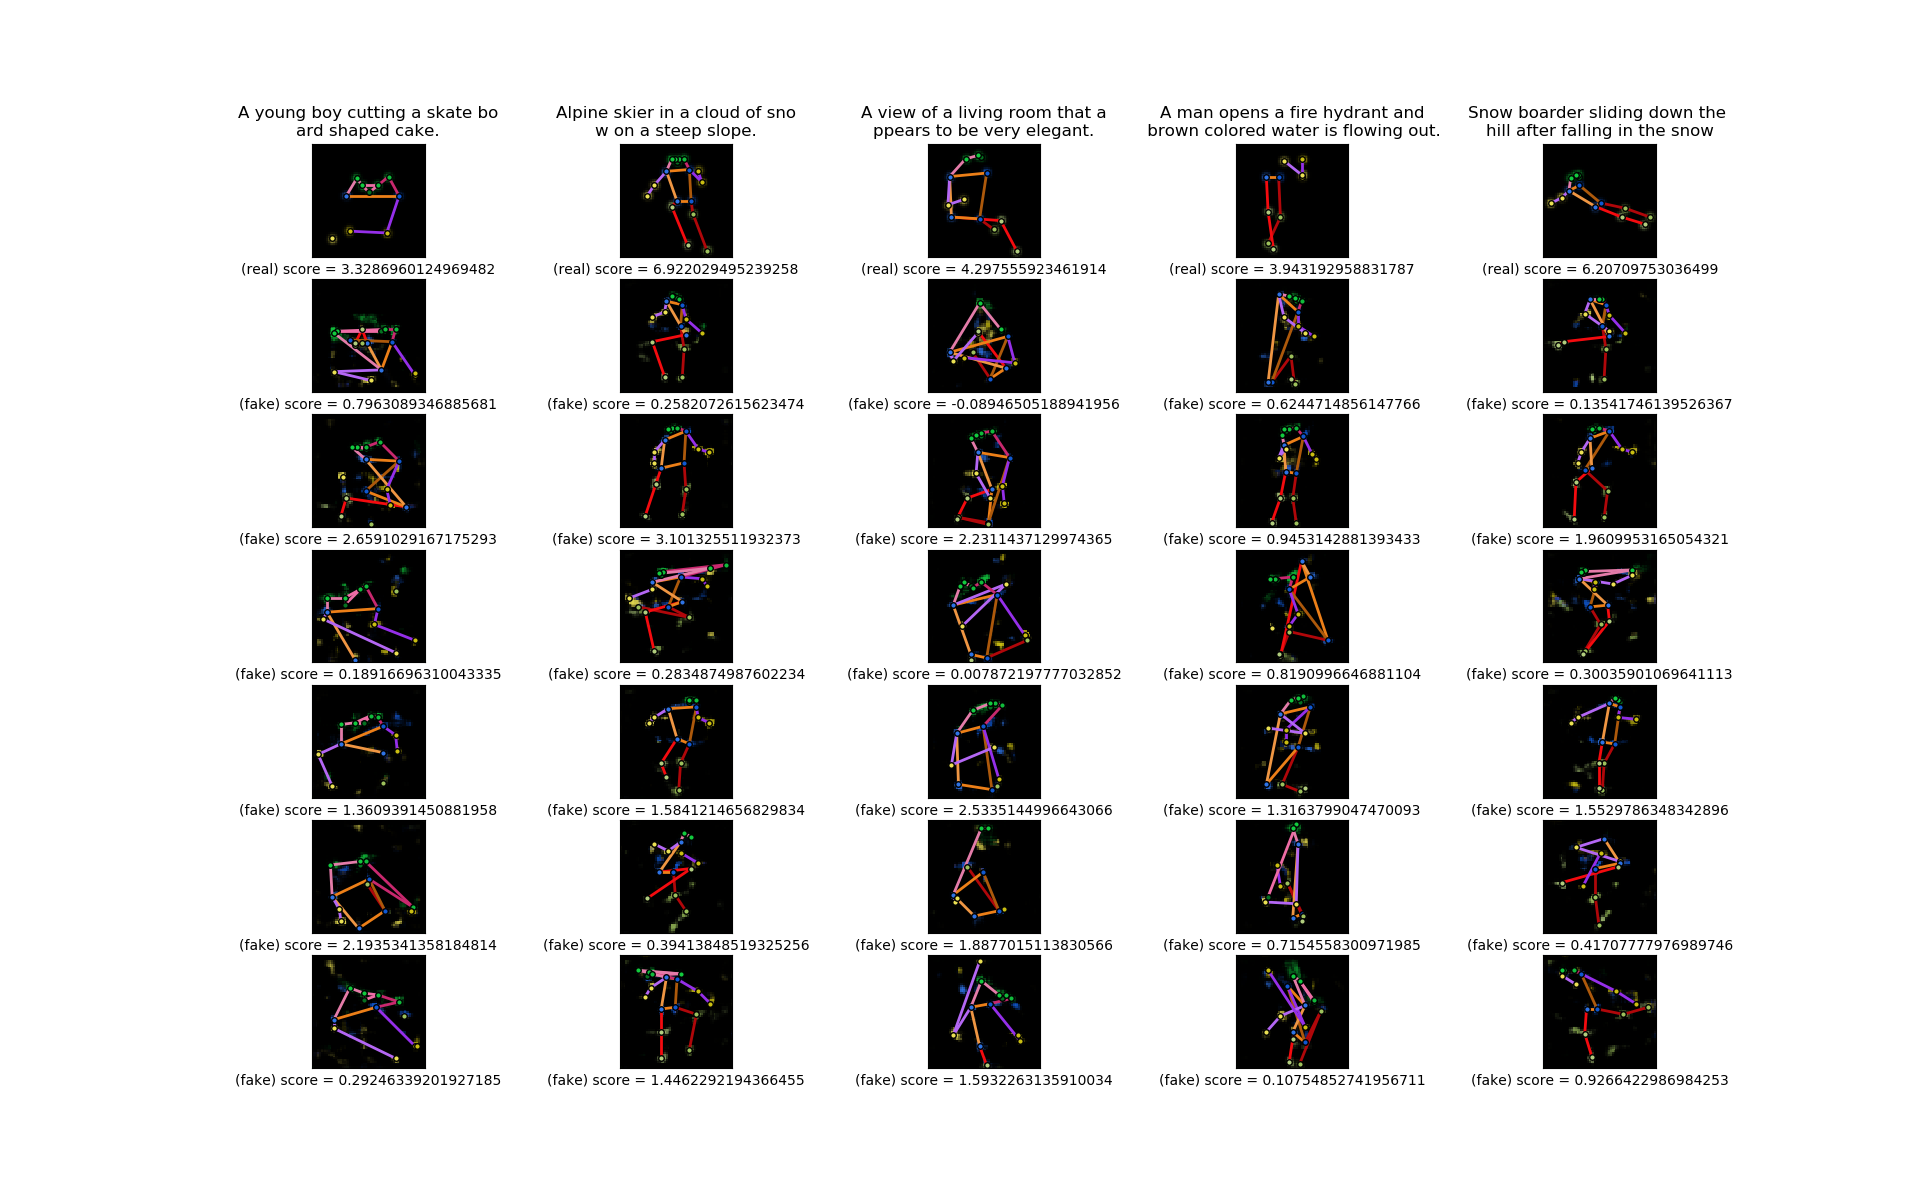 A young boy cutting a skate bo
ard shaped cake.
Alpine skier in a cloud of sno
w on a steep slope.
A view of a living room that a
ppears to be very elegant.
A man opens a fire hydrant and
brown colored water is flowing out.
Snow boarder sliding down the
hill after falling in the snow
(real) score = 3.3286960124969482
(real) score = 6.922029495239258
(real) score = 4.297555923461914
(real) score = 3.943192958831787
(real) score = 6.20709753036499
(fake) score = 0.7963089346885681
(fake) score = 0.2582072615623474
(fake) score = -0.08946505188941956
(fake) score = 0.6244714856147766
(fake) score = 0.13541746139526367
(fake) score = 2.6591029167175293
(fake) score = 3.101325511932373
(fake) score = 2.2311437129974365
(fake) score = 0.9453142881393433
(fake) score = 1.9609953165054321
(fake) score = 0.18916696310043335
(fake) score = 0.2834874987602234
(fake) score = 0.007872197777032852
(fake) score = 0.8190996646881104
(fake) score = 0.30035901069641113
(fake) score = 1.3609391450881958
(fake) score = 1.5841214656829834
(fake) score = 2.5335144996643066
(fake) score = 1.3163799047470093
(fake) score = 1.5529786348342896
(fake) score = 2.1935341358184814
(fake) score = 0.39413848519325256
(fake) score = 1.8877015113830566
(fake) score = 0.7154558300971985
(fake) score = 0.41707777976989746
(fake) score = 0.29246339201927185
(fake) score = 1.4462292194366455
(fake) score = 1.5932263135910034
(fake) score = 0.10754852741956711
(fake) score = 0.9266422986984253